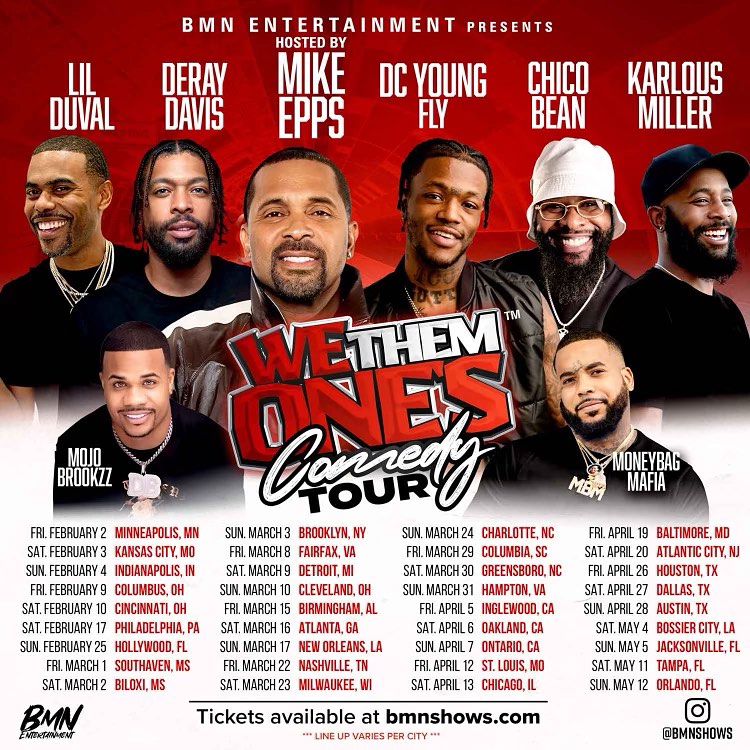 BMN ENTERTAINMENT PRESENTS
HOSTED BY
LIL DUVAL
DERAY DAVIS
MIKE EPPS
DC YOUNG FLY
CHICO BEAN
KARLOUS MILLER
WE THEM
ONES™
Comedy
TOUR
MOJO
BROOKZZ
DB
MONEYBAG
MAFIA
MBM
FRI. FEBRUARY 2 MINNEAPOLIS, MN
SAT. FEBRUARY 3 KANSAS CITY, MO
SUN. FEBRUARY 4 INDIANAPOLIS, IN
FRI. FEBRUARY 9 COLUMBUS, OH
SAT. FEBRUARY 10 CINCINNATI, OH
SAT. FEBRUARY 17 PHILADELPHIA, PA
SUN. FEBRUARY 25 HOLLYWOOD, FL
FRI. MARCH 1 SOUTHAVEN, MS
SAT. MARCH 2 BILOXI, MS
SUN. MARCH 3 BROOKLYN, NY
FRI. MARCH 8 FAIRFAX, VA
SAT. MARCH 9 DETROIT, MI
SUN. MARCH 10 CLEVELAND, OH
FRI. MARCH 15 BIRMINGHAM, AL
SAT. MARCH 16 ATLANTA, GA
SUN. MARCH 17 NEW ORLEANS, LA
FRI. MARCH 22 NASHVILLE, TN
SAT. MARCH 23 MILWAUKEE, WI
SUN. MARCH 24 CHARLOTTE, NC
FRI. MARCH 29 COLUMBIA, SC
SAT. MARCH 30 GREENSBORO, NC
SUN. MARCH 31 HAMPTON, VA
FRI. APRIL 5 INGLEWOOD, CA
SAT. APRIL 6 OAKLAND, CA
SUN. APRIL 7 ONTARIO, CA
FRI. APRIL 12 ST. LOUIS, MO
SAT. APRIL 13 CHICAGO, IL
FRI. APRIL 19 BALTIMORE, MD
SAT. APRIL 20 ATLANTIC CITY, NJ
FRI. APRIL 26 HOUSTON, TX
SAT. APRIL 27 DALLAS, TX
SUN. APRIL 28 AUSTIN, TX
SAT. MAY 4 BOSSIER CITY, LA
SUN. MAY 5 JACKSONVILLE, FL
SAT. MAY 11 TAMPA, FL
SUN. MAY 12 ORLANDO, FL
BMN
ENTERTAINMENT
Tickets available at bmnshows.com
*** LINE UP VARIES PER CITY ***
@BMNSHOWS